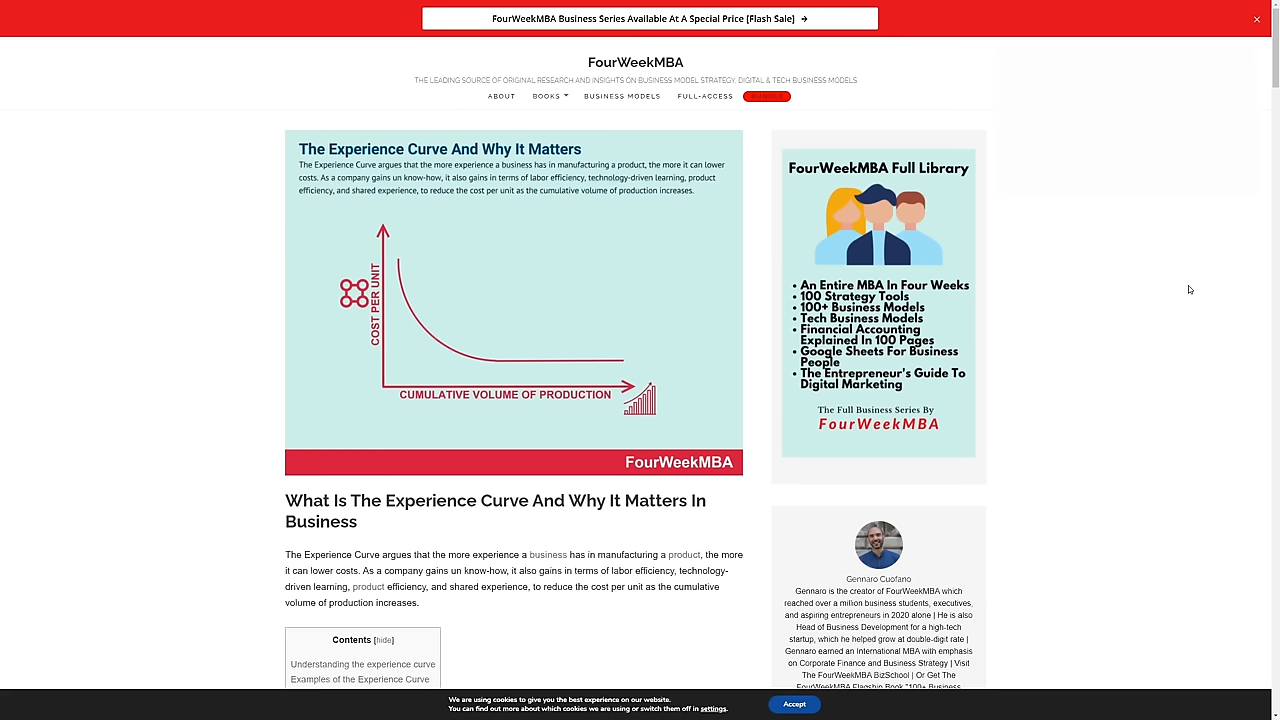 FourWeekMBA Business Series Available At A Special Price [Flash Sale] →
×
FourWeekMBA
THE LEADING SOURCE OF ORIGINAL RESEARCH AND INSIGHTS ON BUSINESS MODEL STRATEGY, DIGITAL & TECH BUSINESS MODELS
ABOUT BOOKS BUSINESS MODELS FULL-ACCESS
The Experience Curve And Why It Matters
The Experience Curve argues that the more experience a business has in manufacturing a product, the more it can lower
costs. As a company gains un know-how, it also gains in terms of labor efficiency, technology-driven learning, product
efficiency, and shared experience, to reduce the cost per unit as the cumulative volume of production increases.
COST PER UNIT
CUMULATIVE VOLUME OF PRODUCTION
FourWeekMBA
What Is The Experience Curve And Why It Matters In
Business
The Experience Curve argues that the more experience a business has in manufacturing a product, the more
it can lower costs. As a company gains un know-how, it also gains in terms of labor efficiency, technology-
driven learning, product efficiency, and shared experience, to reduce the cost per unit as the cumulative
volume of production increases.
Contents [hide]
Understanding the experience curve
Examples of the Experience Curve
FourWeekMBA Full Library
• An Entire MBA In Four Weeks
• 100 Strategy Tools
• 100+ Business Models
• Tech Business Models
• Financial Accounting
Explained In 100 Pages
• Google Sheets For Business
People
• The Entrepreneur's Guide To
Digital Marketing
The Full Business Series By
FourWeekMBA
Gennaro Cuofano
Gennaro is the creator of FourWeekMBA which
reached over a million business students, executives,
and aspiring entrepreneurs in 2020 alone | He is also
Head of Business Development for a high-tech
startup, which he helped grow at double-digit rate |
Gennaro earned an International MBA with emphasis
on Corporate Finance and Business Strategy | Visit
The FourWeekMBA BizSchool | Or Get The
FourWeekMBA Flagship Book "100+ Business
We are using cookies to give you the best experience on our website.
You can find out more about which cookies we are using or switch them off in settings.
Accept